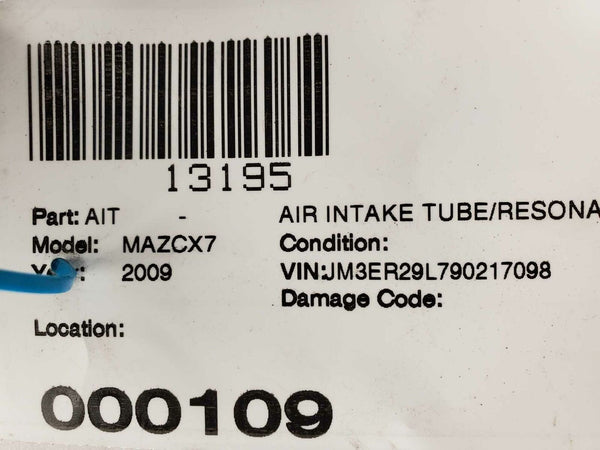 13195
Part: AIT - AIR INTAKE TUBE/RESONA
Model: MAZCX7 Condition:
2009 VIN:JM3ER29L790217098
Damage Code:
Location:
000109